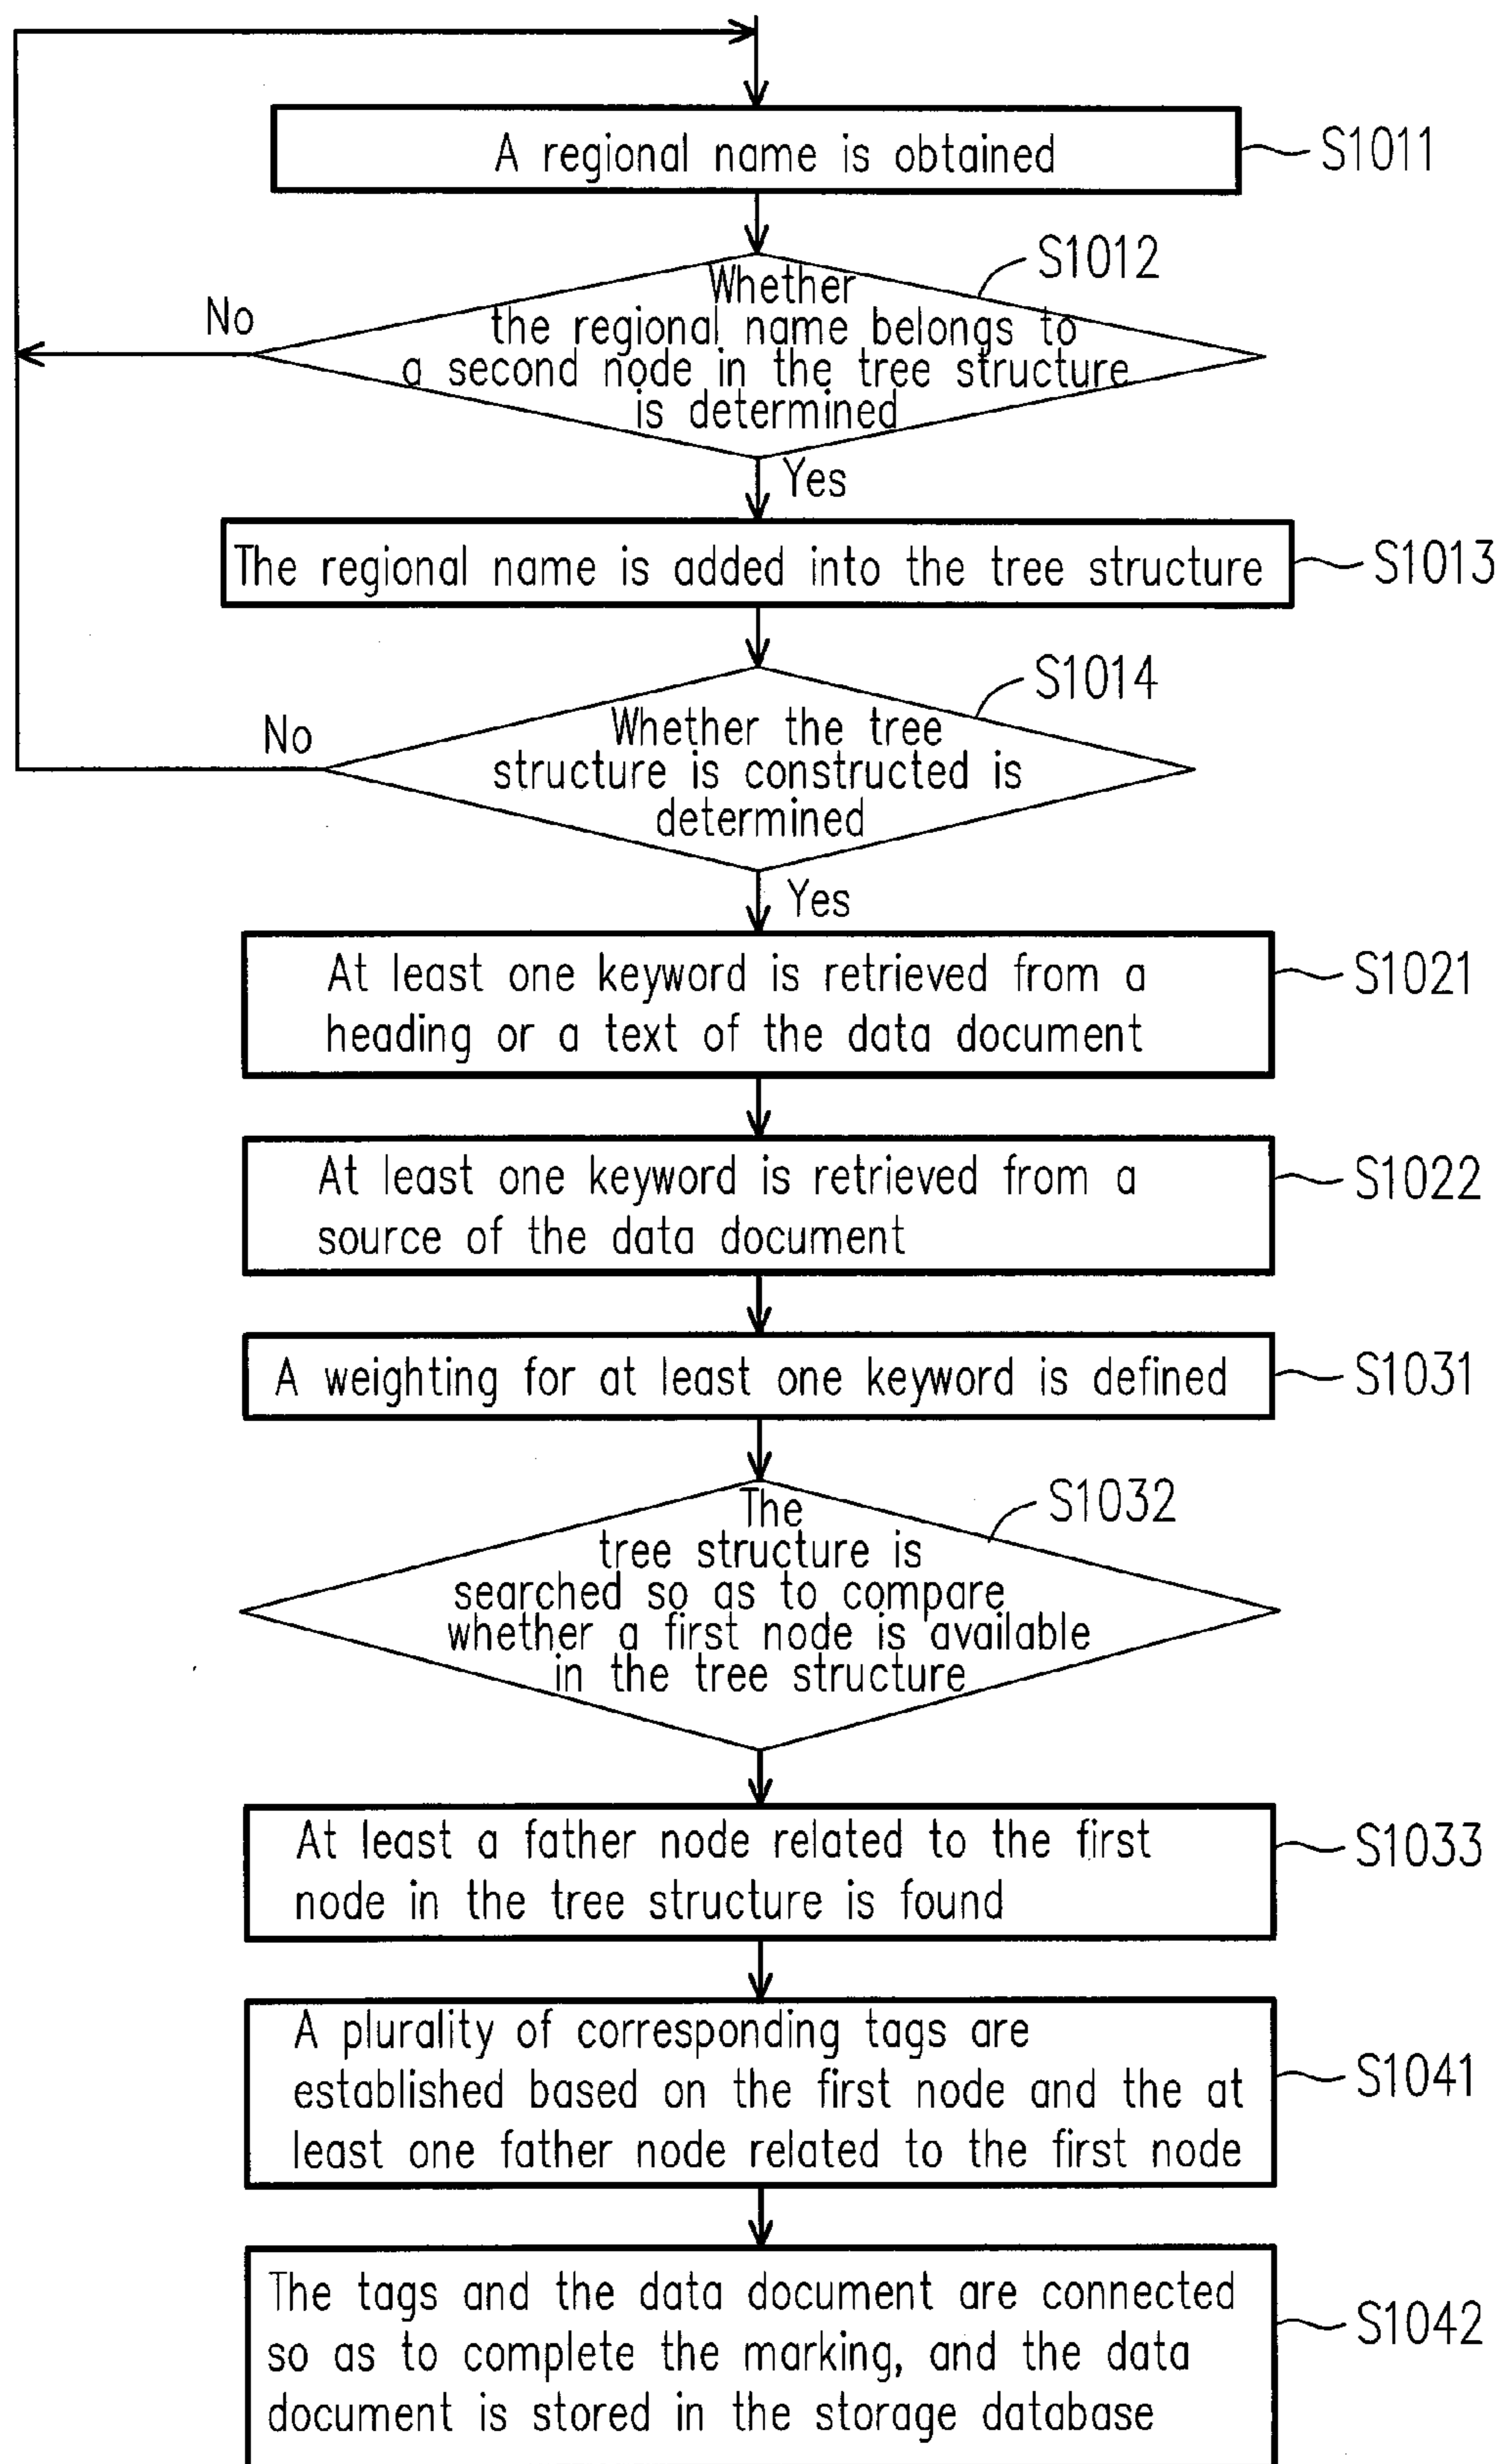 A regional name is obtained
S1011
S1012
Whether
the regional name belongs to
a second node in the tree structure
is determined
No
Yes
The regional name is added into the tree structure
S1013
S1014
Whether the tree
structure is constructed is
determined
No
Yes
At least one keyword is retrieved from a
heading or a text of the data document
S1021
At least one keyword is retrieved from a
source of the data document
S1022
A weighting for at least one keyword is defined
S1031
S1032
The
tree structure is
searched so as to compare
whether a first node is available
in the tree structure
At least a father node related to the first
node in the tree structure is found
S1033
A plurality of corresponding tags are
established based on the first node and the at
least one father node related to the first node
S1041
The tags and the data document are connected
so as to complete the marking, and the data
document is stored in the storage database
S1042